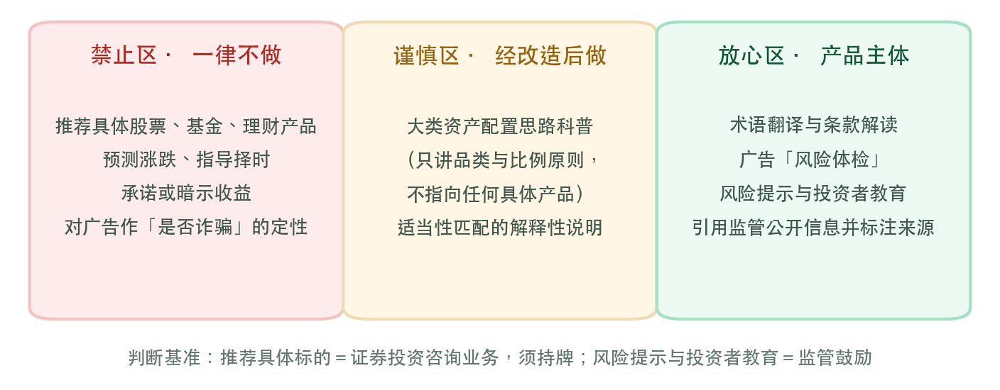 禁止区· 一律不做
推荐具体股票、基金、理财产品
预测涨跌、指导择时
承诺或暗示收益
对广告作「是否诈骗」的定性
谨慎区· 经改造后做
大类资产配置思路科普
(只讲品类与比例原则，
不指向任何具体产品)
适当性匹配的解释性说明
放心区· 产品主体
术语翻译与条款解读
广告「风险体检」
风险提示与投资者教育
引用监管公开信息并标注来源
判断基准：推荐具体标的＝证券投资咨询业务，须持牌；风险提示与投资者教育＝监管鼓励